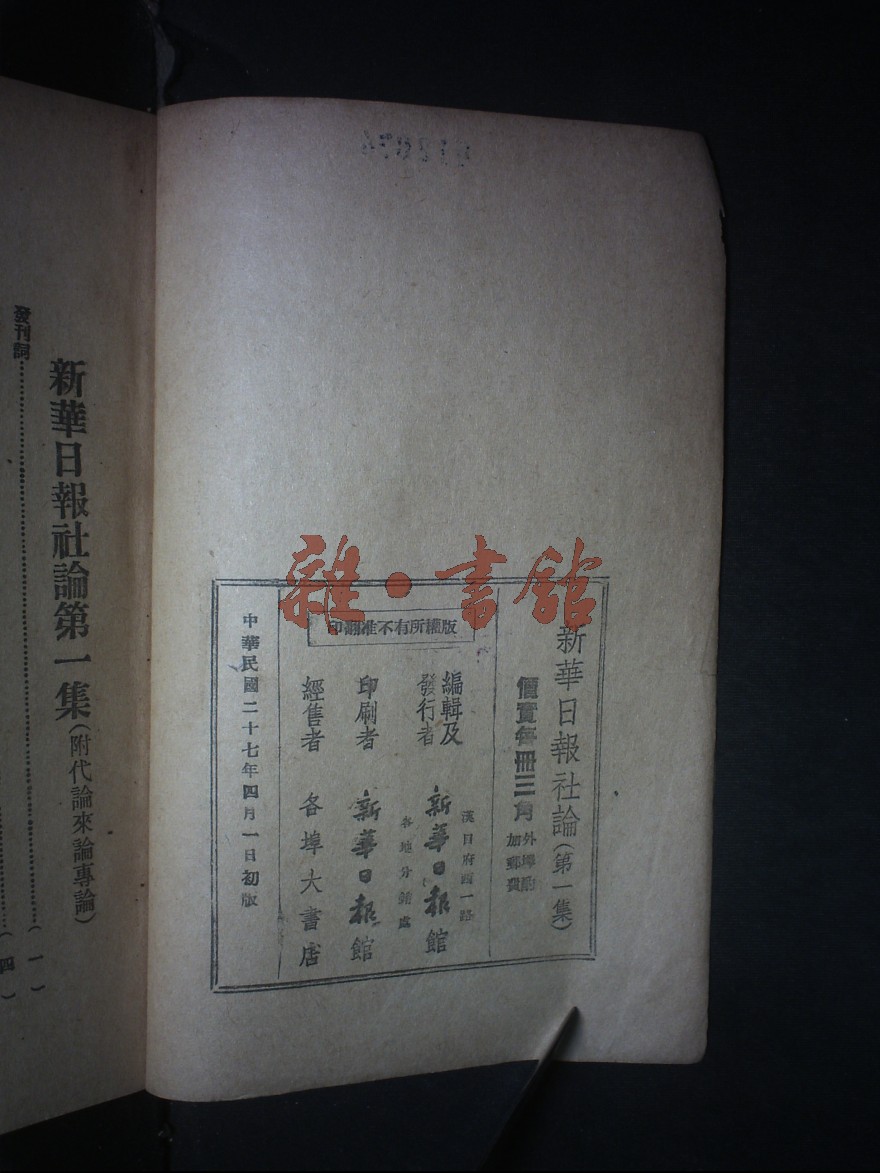 雜·書館
新華日報社論(第一集)
價實每冊三角
外埠酌
加郵費
版權所有不准翻印
編輯及
發行者
漢口府西一路
新華日報館
各地分銷處
印刷者
新華日報館
經售者
各埠大書店
中華民國二十七年四月一日初版
新華日報社論第一集(附代論來論專論)
發刊詞……(一)
(四)